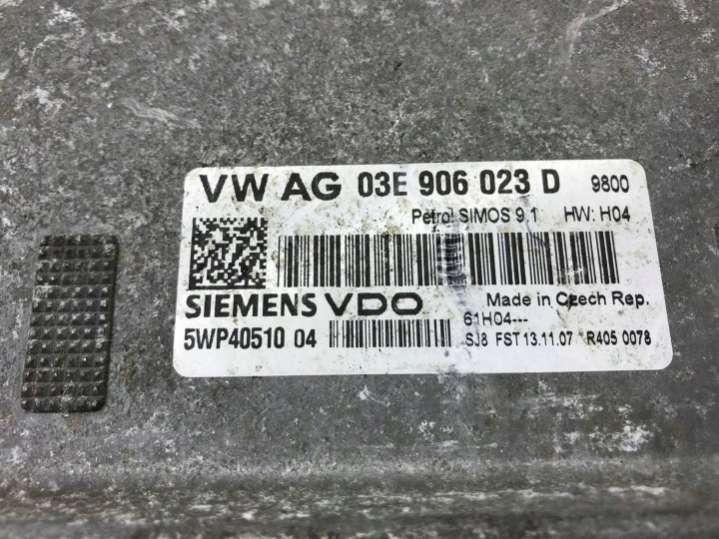 VW AG 03E 906 023 D 9800
Petrol SIMOS 9.1 HW: H04
SIEMENS VDO Made in Czech Rep.
61H04---
5WP40510 04 SJ8 FST 13.11.07 R405 0078